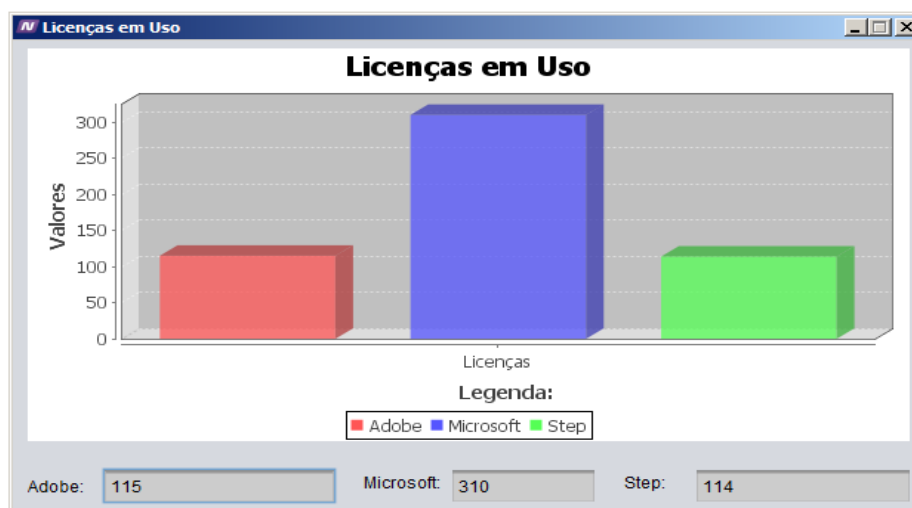 Licenças em Uso
Licenças em Uso
Valores
300
250
200
150
100
50
0
Licenças
Legenda:
Adobe Microsoft Step
Adobe: 115 Microsoft: 310 Step: 114